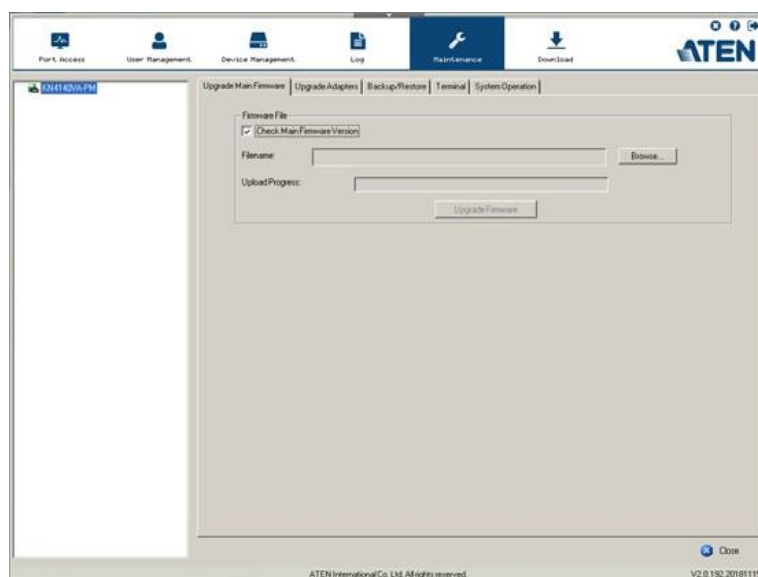 Port Access
User Management
Device Management
Log
Maintenance
Download
ATEN
KN4140VA-PM
Upgrade Main Firmware
Upgrade Adapters
Backup/Restore
Terminal
System Operation
Firmware File
Check Main Firmware Version
Filename:
Browse...
Upload Progress:
Upgrade Firmware
Close
ATEN International Co. Ltd. All rights reserved.